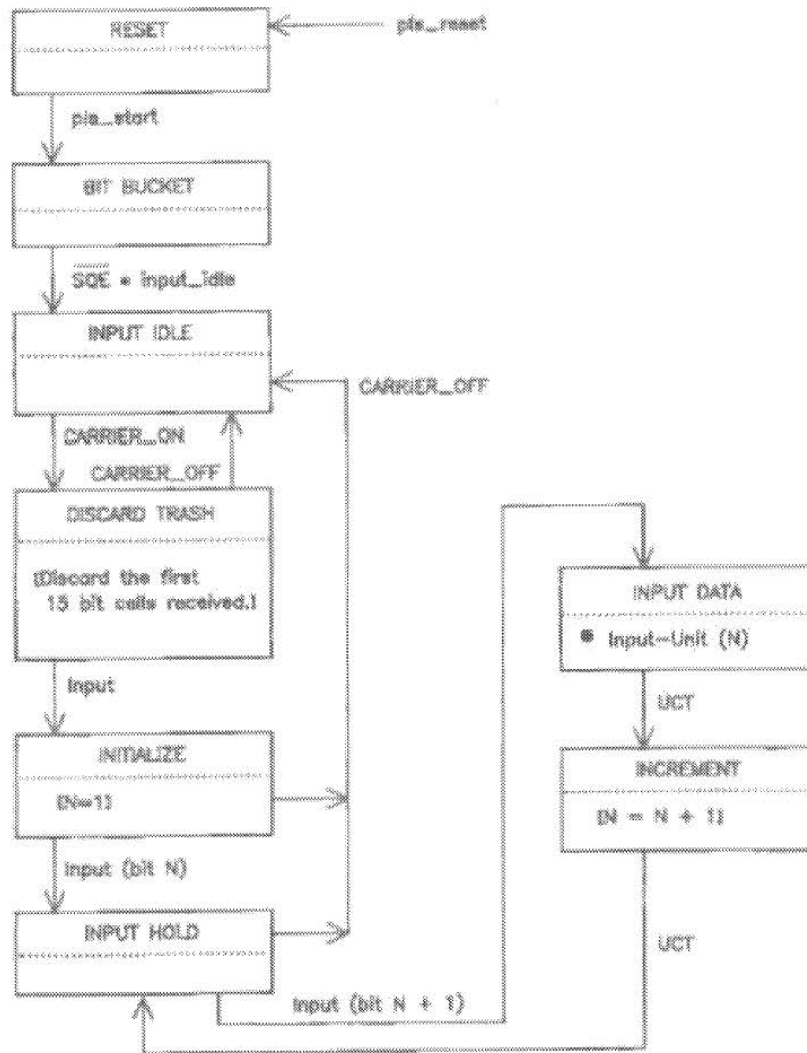 RESET
pls_reset
pls_start
BIT BUCKET
SQE * input_idle
INPUT IDLE
CARRIER_OFF
CARRIER_ON
CARRIER_OFF
DISCARD TRASH
[Discard the first
15 bit cells received.]
Input
INITIALIZE
[N=1]
Input (bit N)
INPUT HOLD
Input (bit N + 1)
INPUT DATA
• Input-Unit (N)
UCT
INCREMENT
[N = N + 1]
UCT